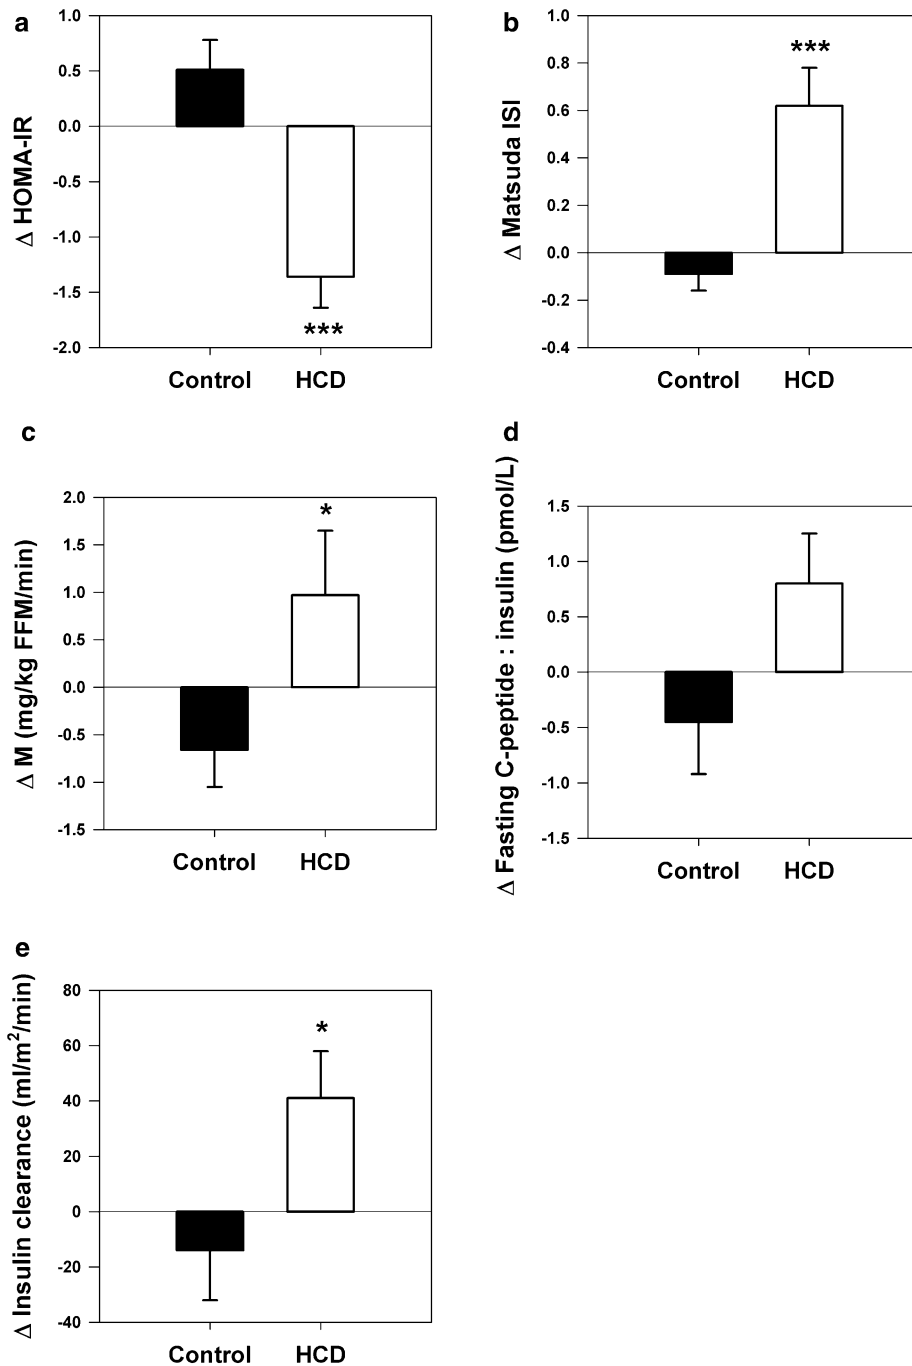 a
Δ HOMA-IR
1.0
0.5
0.0
-0.5
-1.0
-1.5
-2.0
***
Control HCD
b
Δ Matsuda ISI
1.0
0.8
0.6
0.4
0.2
0.0
-0.2
-0.4
***
Control HCD
c
Δ M (mg/kg FFM/min)
2.0
1.5
1.0
0.5
0.0
-0.5
-1.0
-1.5
*
Control HCD
d
Δ Fasting C-peptide : insulin (pmol/L)
1.5
1.0
0.5
0.0
-0.5
-1.0
-1.5
Control HCD
e
Δ Insulin clearance (ml/m²/min)
80
60
40
20
0
-20
-40
*
Control HCD